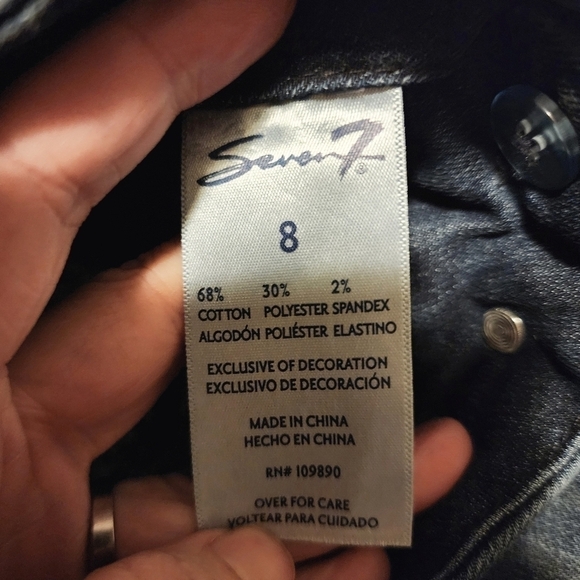 Seven7®
8
68% 30% 2%
COTTON POLYESTER SPANDEX
ALGODÓN POLIÉSTER ELASTINO
EXCLUSIVE OF DECORATION
EXCLUSIVO DE DECORACIÓN
MADE IN CHINA
HECHO EN CHINA
RN# 109890
OVER FOR CARE
VOLTEAR PARA CUIDADO